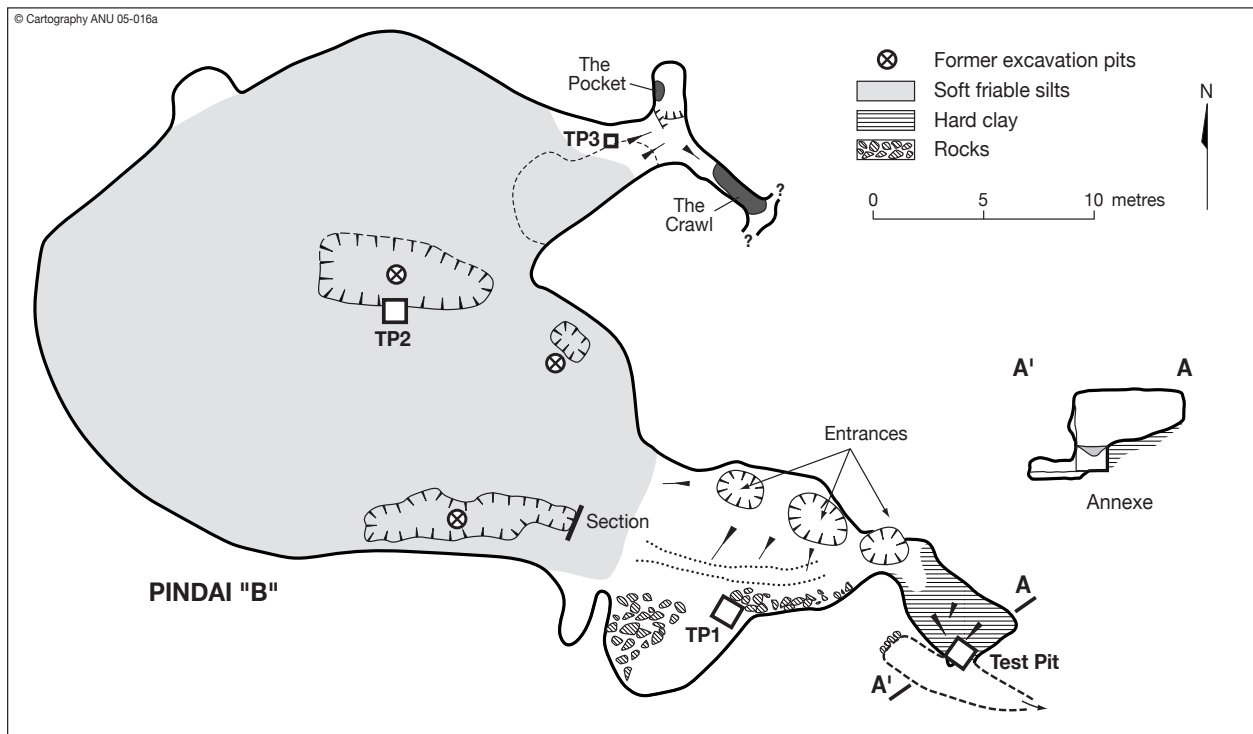 © Cartography ANU 05-016a
The
Pocket
TP3
The
Crawl
?
?
Former excavation pits
Soft friable silts
Hard clay
Rocks
N
0 5 10 metres
TP2
A' A
Annexe
Entrances
Section
PINDAI "B"
TP1
A
Test Pit
A'